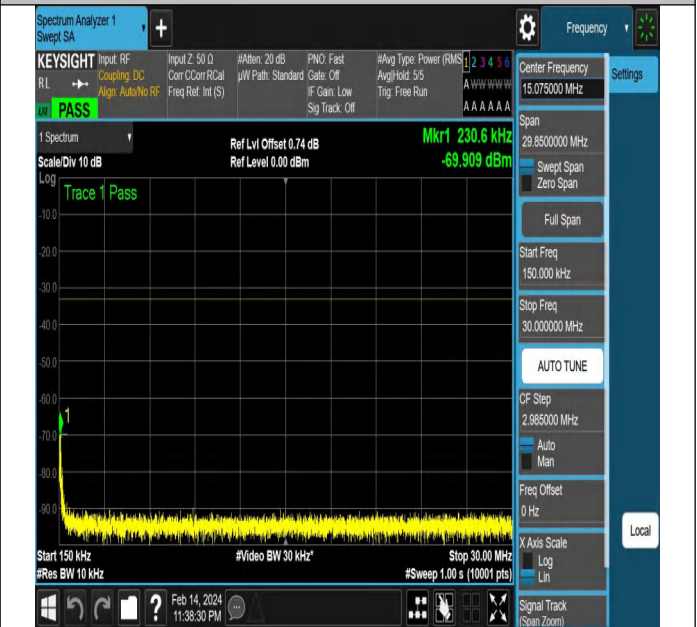 Spectrum Analyzer 1
Swept SA
Frequency
KEYSIGHT
RL
PASS
Input: RF
Coupling: DC
Align: Auto/No RF
Input Z: 50 Ω
Corr CCorr RCal
Freq Ref: Int (S)
#Atten: 20 dB
µW Path: Standard
PNO: Fast
Gate: Off
IF Gain: Low
Sig Track: Off
#Avg Type: Power (RMS
Avg|Hold: 5/5
Trig: Free Run
1 2 3 4 5 6
A W W W W W
A A A A A A
1 Spectrum
Scale/Div 10 dB
Ref Lvl Offset 0.74 dB
Ref Level 0.00 dBm
Mkr1 230.6 kHz
-69.909 dBm
Log
Trace 1 Pass
-10.0
-20.0
-30.0
-40.0
-50.0
-60.0
-70.0
-80.0
-90.0
1
Start 150 kHz
#Res BW 10 kHz
#Video BW 30 kHz*
Stop 30.00 MHz
#Sweep 1.00 s (10001 pts)
Feb 14, 2024
11:38:30 PM
Center Frequency
15.075000 MHz
Settings
Span
29.8500000 MHz
Swept Span
Zero Span
Full Span
Start Freq
150.000 kHz
Stop Freq
30.000000 MHz
AUTO TUNE
CF Step
2.985000 MHz
Auto
Man
Freq Offset
0 Hz
X Axis Scale
Log
Lin
Local
Signal Track
(Span Zoom)